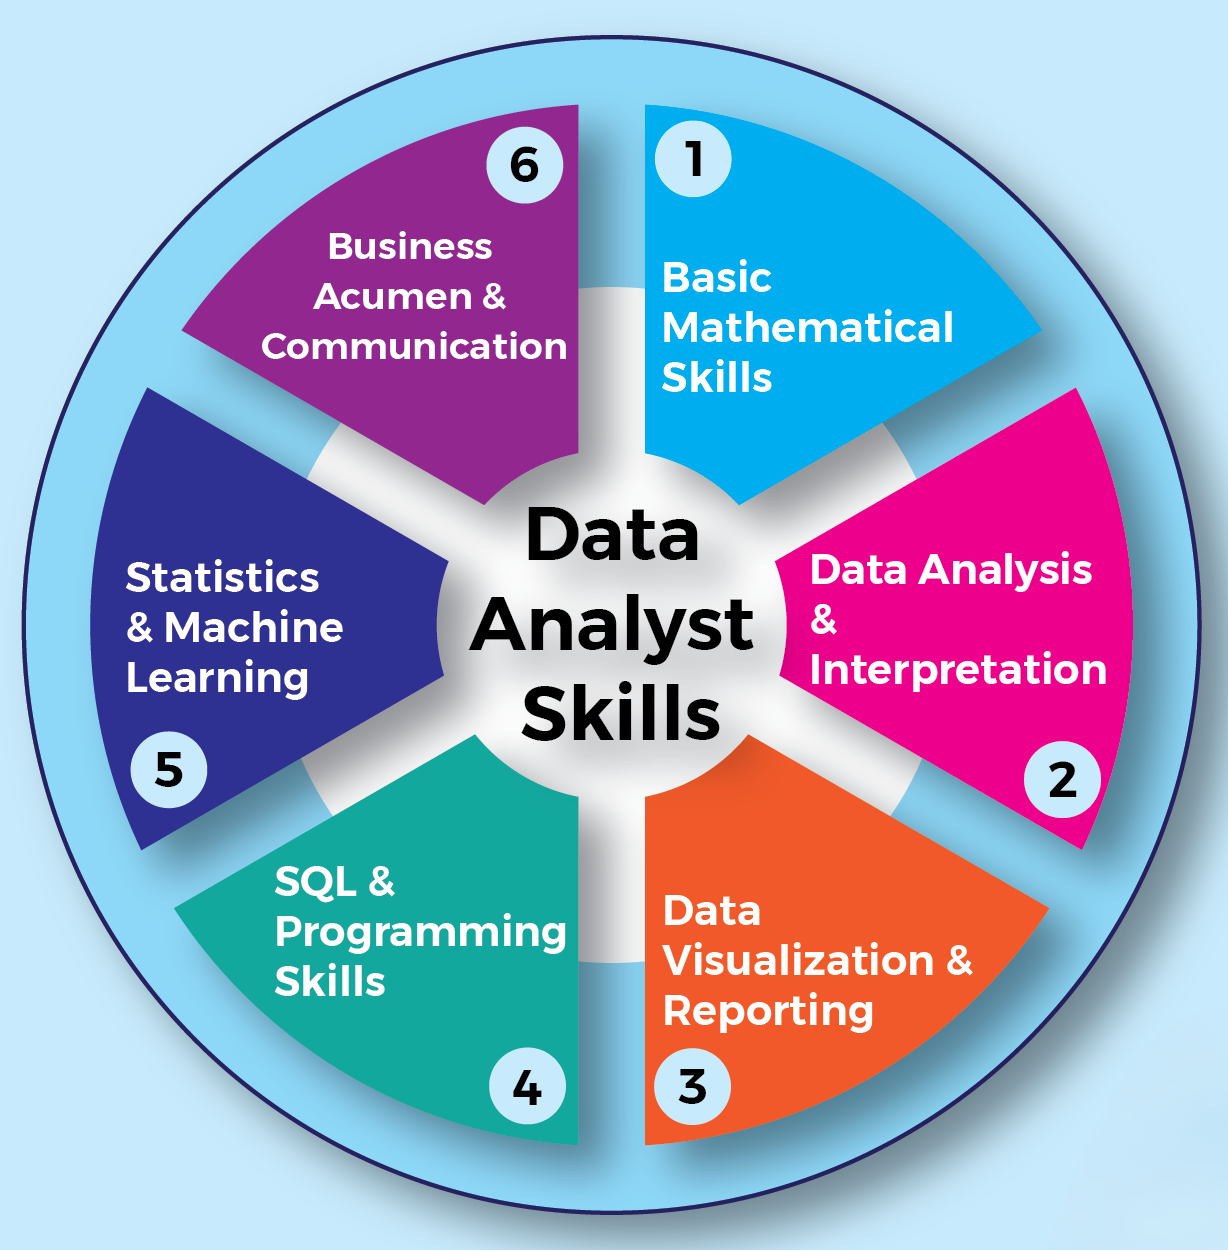 Data
Analyst
Skills
1
Basic
Mathematical
Skills
2
Data Analysis
&
Interpretation
3
Data
Visualization &
Reporting
4
SQL &
Programming
Skills
5
Statistics
& Machine
Learning
6
Business
Acumen &
Communication